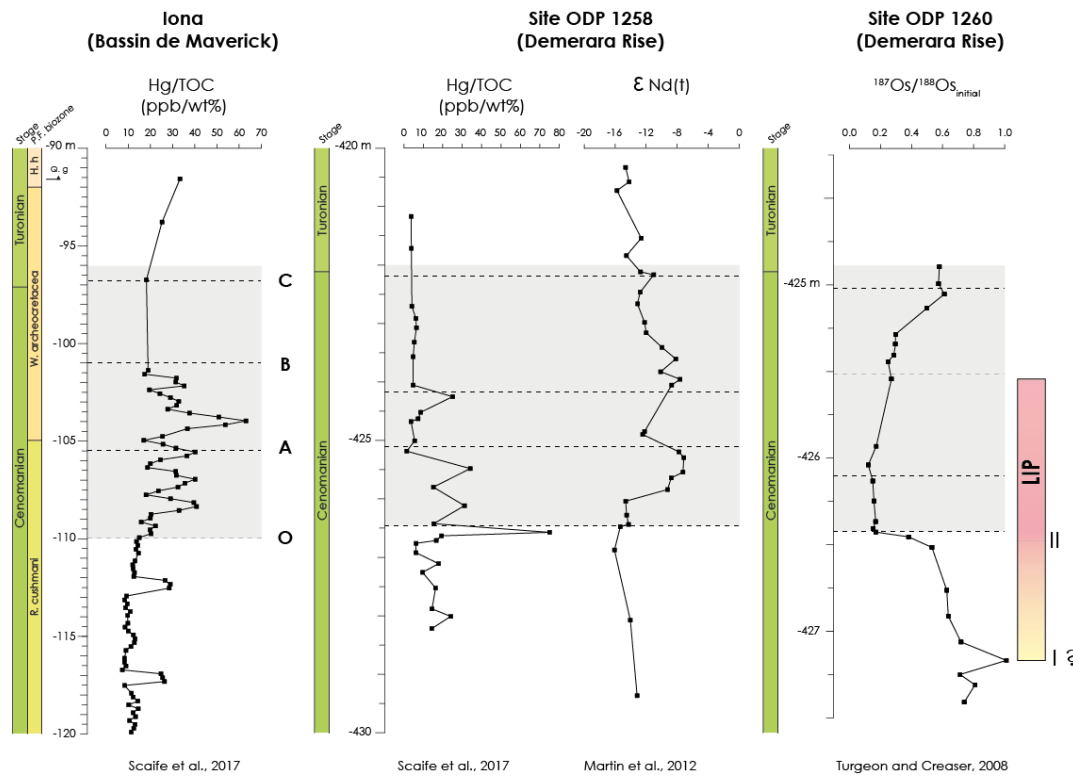 Iona
(Bassin de Maverick)
Site ODP 1258
(Demerara Rise)
Site ODP 1260
(Demerara Rise)
Hg/TOC
(ppb/wt%)
Hg/TOC
(ppb/wt%)
Ɛ Nd(t)
187Os/188Osinitial
Stage
P.F. biozone
0 10 20 30 40 50 60 70
Stage
0 20 40 60 80
-16 -12 -8 -4 0
Stage
0.0 0.2 0.4 0.6 0.8 1.0
-90 m
-95
-100
-105
-110
-115
-120
H. h
G. g
W. archeocretacea
R. cushmani
Turonian
Cenomanian
C
B
A
O
-420 m
-425
-430
Turonian
Cenomanian
-425 m
-426
-427
Turonian
Cenomanian
LIP
II
I ?
Scaife et al., 2017
Scaife et al., 2017
Martin et al., 2012
Turgeon and Creaser, 2008